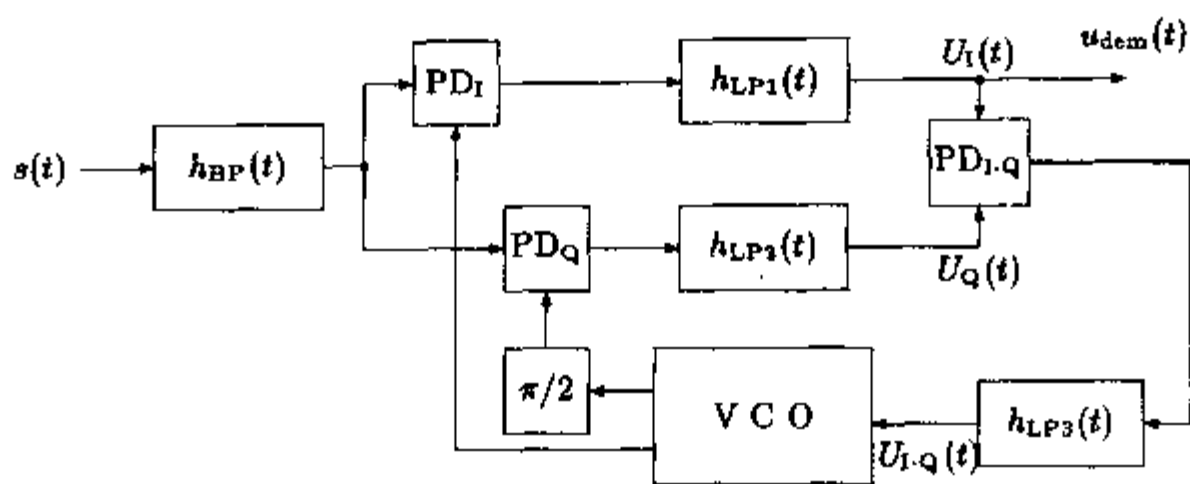 u_dem(t)
U_I(t)
PD_I
h_LP1(t)
s(t)
h_BP(t)
PD_I·Q
PD_Q
h_LP2(t)
U_Q(t)
π/2
V C O
h_LP3(t)
U_I·Q(t)